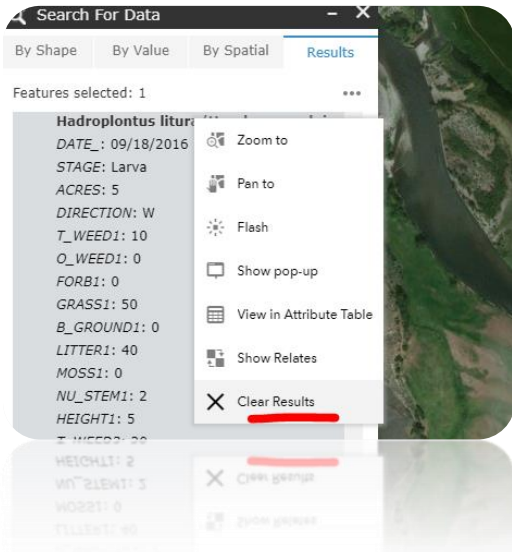 Search For Data
By Shape By Value By Spatial Results
Features selected: 1
Hadroplontus litura
DATE_: 09/18/2016
STAGE: Larva
ACRES: 5
DIRECTION: W
T_WEED1: 10
O_WEED1: 0
FORB1: 0
GRASS1: 50
B_GROUND1: 0
LITTER1: 40
MOSS1: 0
NU_STEM1: 2
HEIGHT1: 5
T_WEED2: 20
Zoom to
Pan to
Flash
Show pop-up
View in Attribute Table
Show Relates
Clear Results